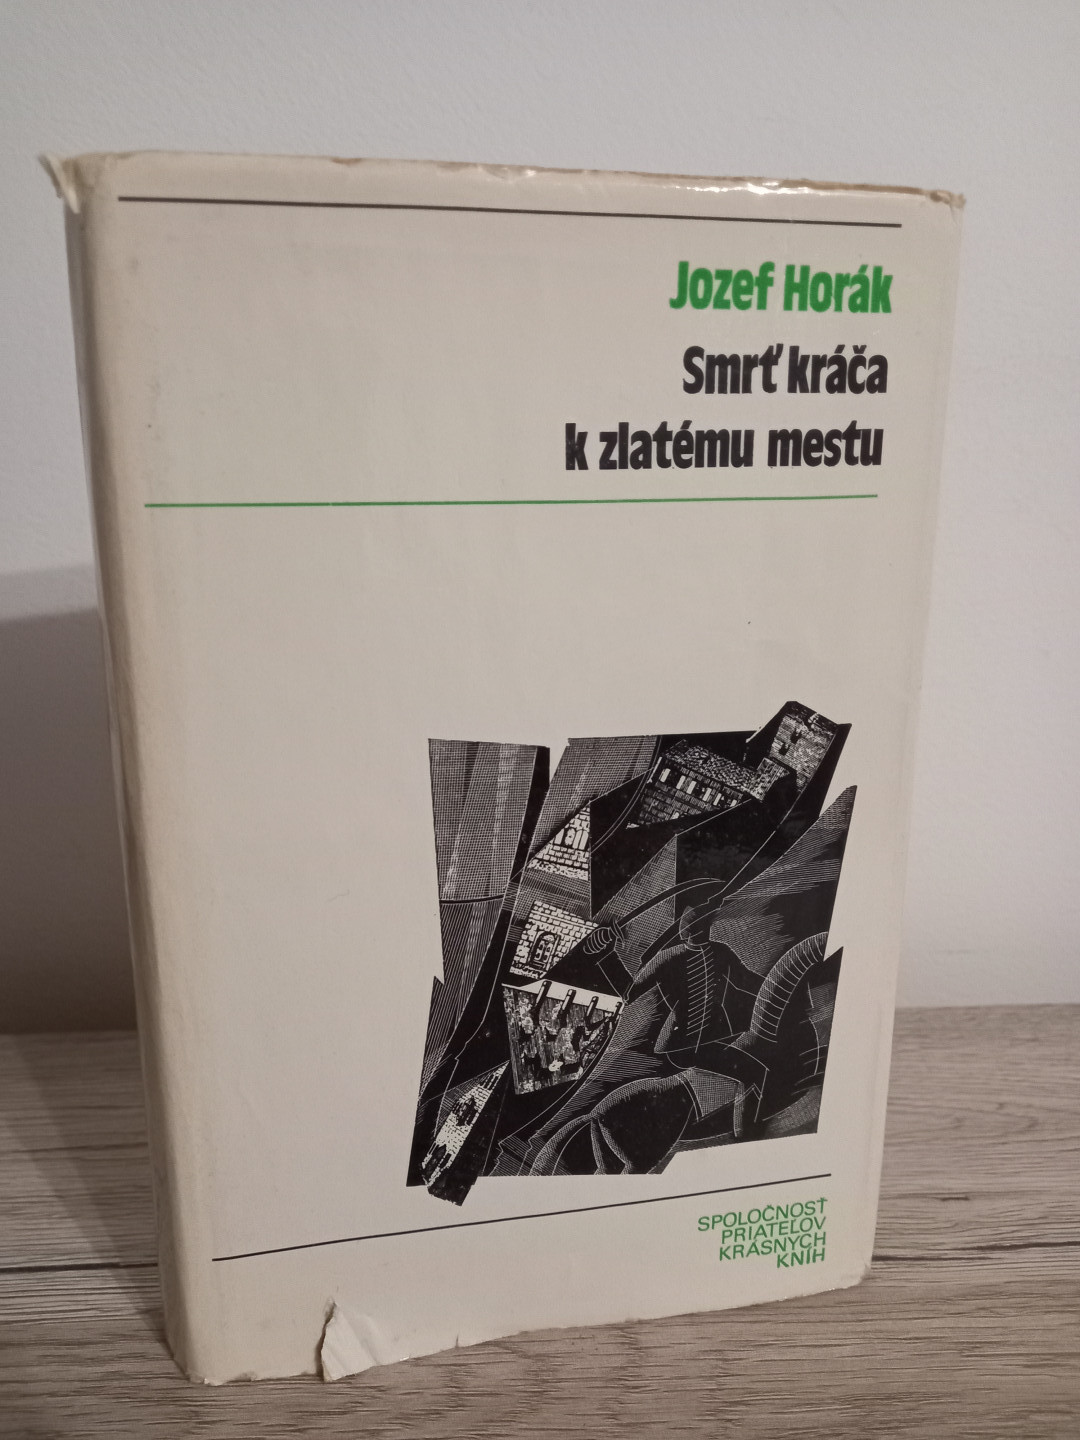 Jozef Horák
Smrť kráča
k zlatému mestu
SPOLOČNOSŤ
PRIATEĽOV
KRÁSNYCH
KNÍH